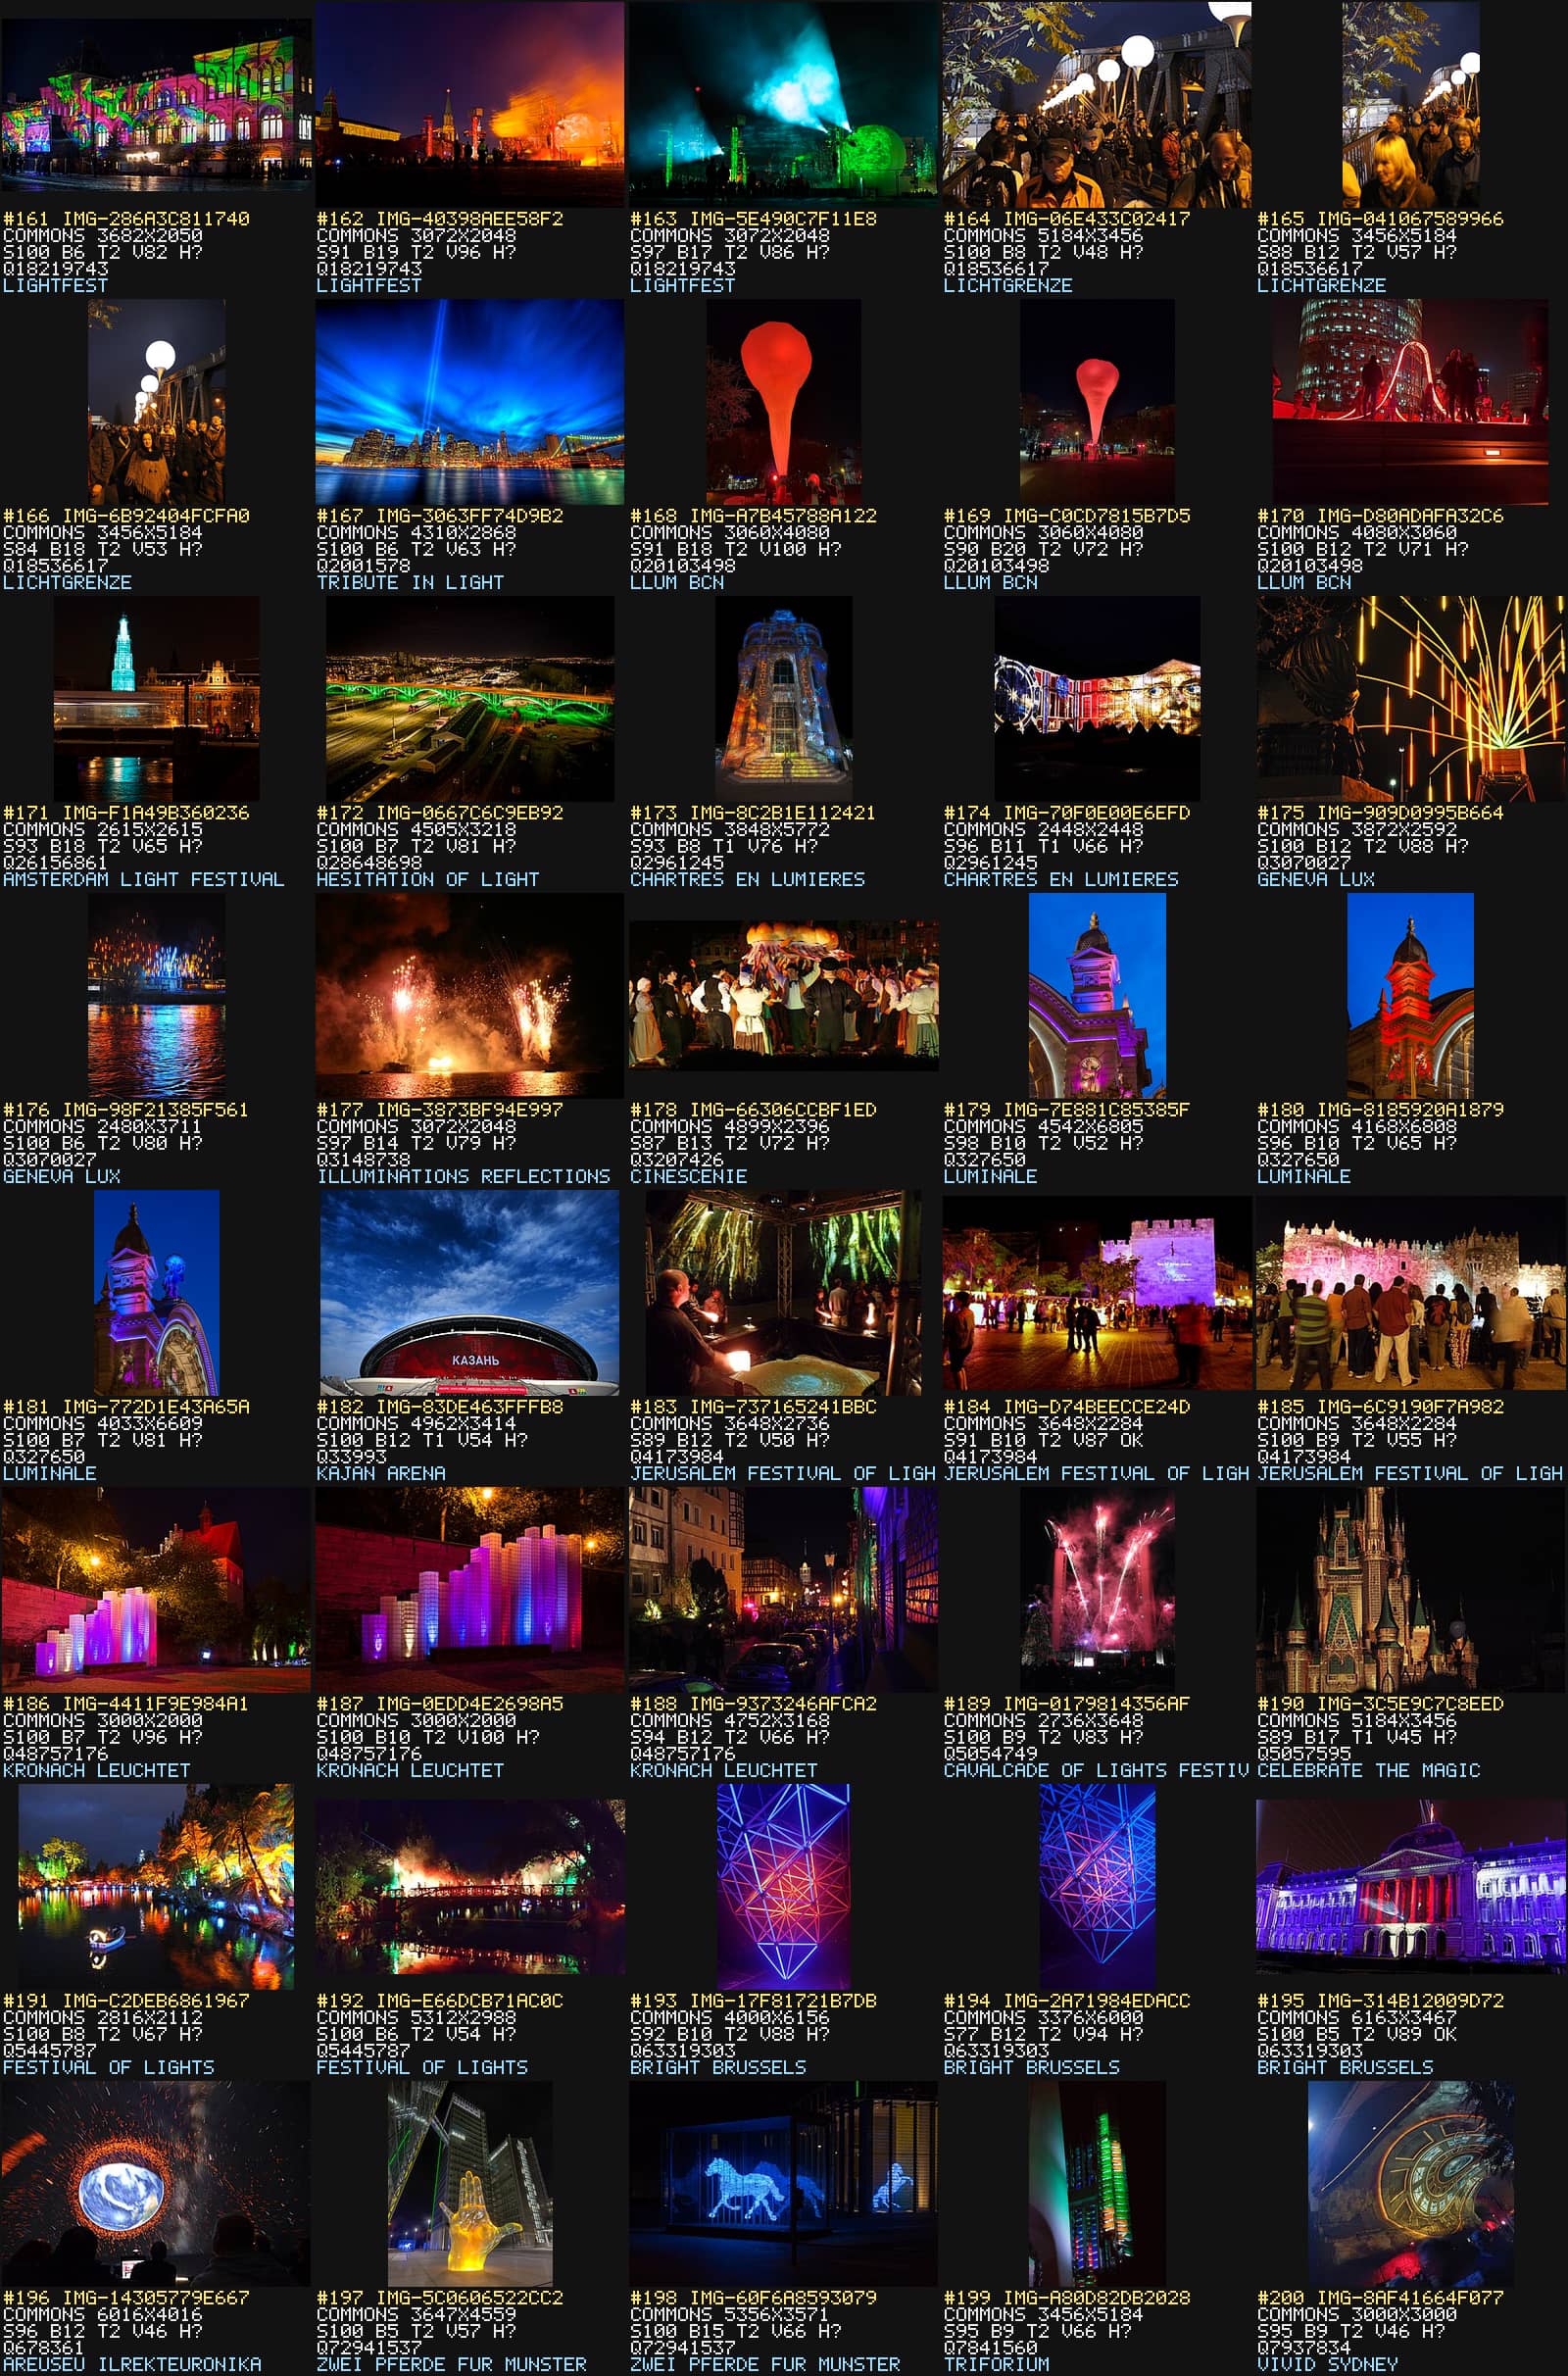 #161 IMG-286A3C811740
COMMONS 3682X2050
S100 B6 T2 V82 H?
Q18219743
LIGHTFEST
#162 IMG-40398AEE58F2
COMMONS 3072X2048
S91 B19 T2 V96 H?
Q18219743
LIGHTFEST
#163 IMG-5E490C7F11E8
COMMONS 3072X2048
S97 B17 T2 V86 H?
Q18219743
LIGHTFEST
#164 IMG-06E433C02417
COMMONS 5184X3456
S100 B8 T2 V48 H?
Q18536617
LICHTGRENZE
#165 IMG-041067589966
COMMONS 3456X5184
S88 B12 T2 V57 H?
Q18536617
LICHTGRENZE
#166 IMG-6B92404FCFA0
COMMONS 3456X5184
S84 B18 T2 V53 H?
Q18536617
LICHTGRENZE
#167 IMG-3063FF74D9B2
COMMONS 4310X2868
S100 B6 T2 V63 H?
Q2001578
TRIBUTE IN LIGHT
#168 IMG-A7B45788A122
COMMONS 3060X4080
S91 B18 T2 V100 H?
Q20103498
LLUM BCN
#169 IMG-C0CD7815B7D5
COMMONS 3060X4080
S90 B20 T2 V72 H?
Q20103498
LLUM BCN
#170 IMG-D80ADAFA32C6
COMMONS 4080X3060
S100 B12 T2 V71 H?
Q20103498
LLUM BCN
#171 IMG-F1A49B360236
COMMONS 2615X2615
S93 B18 T2 V65 H?
Q26156861
AMSTERDAM LIGHT FESTIVAL
#172 IMG-0667C6C9EB92
COMMONS 4505X3218
S100 B7 T2 V81 H?
Q28648698
HESITATION OF LIGHT
#173 IMG-8C2B1E112421
COMMONS 3848X5772
S93 B8 T1 V76 H?
Q2961245
CHARTRES EN LUMIERES
#174 IMG-70F0E00E6EFD
COMMONS 2448X2448
S96 B11 T1 V66 H?
Q2961245
CHARTRES EN LUMIERES
#175 IMG-909D0995B664
COMMONS 3872X2592
S100 B12 T2 V88 H?
Q3070027
GENEVA LUX
#176 IMG-98F21385F561
COMMONS 2480X3711
S100 B6 T2 V80 H?
Q3070027
GENEVA LUX
#177 IMG-3873BF94E997
COMMONS 3072X2048
S97 B14 T2 V79 H?
Q3148738
ILLUMINATIONS REFLECTIONS
#178 IMG-66306CCBF1ED
COMMONS 4899X2396
S87 B13 T2 V72 H?
Q3207426
CINESCENIE
#179 IMG-7E881C85385F
COMMONS 4542X6805
S98 B10 T2 V52 H?
Q327650
LUMINALE
#180 IMG-8185920A1879
COMMONS 4168X6808
S96 B10 T2 V65 H?
Q327650
LUMINALE
КАЗАНЬ
#181 IMG-772D1E43A65A
COMMONS 4033X6609
S100 B7 T2 V81 H?
Q327650
LUMINALE
#182 IMG-83DE463FFFB8
COMMONS 4962X3414
S100 B12 T1 V54 H?
Q33993
KAJAN ARENA
#183 IMG-737165241BBC
COMMONS 3648X2736
S89 B12 T2 V50 H?
Q4173984
JERUSALEM FESTIVAL OF LIGH
#184 IMG-D74BEECCE24D
COMMONS 3648X2284
S91 B10 T2 V87 OK
Q4173984
JERUSALEM FESTIVAL OF LIGH
#185 IMG-6C9190F7A982
COMMONS 3648X2284
S100 B9 T2 V55 H?
Q4173984
JERUSALEM FESTIVAL OF LIGH
#186 IMG-4411F9E984A1
COMMONS 3000X2000
S100 B7 T2 V96 H?
Q48757176
KRONACH LEUCHTET
#187 IMG-0EDD4E2698A5
COMMONS 3000X2000
S100 B10 T2 V100 H?
Q48757176
KRONACH LEUCHTET
#188 IMG-9373246AFCA2
COMMONS 4752X3168
S94 B12 T2 V66 H?
Q48757176
KRONACH LEUCHTET
#189 IMG-0179814356AF
COMMONS 2736X3648
S100 B9 T2 V83 H?
Q5054749
CAVALCADE OF LIGHTS FESTIV
#190 IMG-3C5E9C7C8EED
COMMONS 5184X3456
S89 B17 T1 V45 H?
Q5057595
CELEBRATE THE MAGIC
#191 IMG-C2DEB6861967
COMMONS 2816X2112
S100 B8 T2 V67 H?
Q5445787
FESTIVAL OF LIGHTS
#192 IMG-E66DCB71AC0C
COMMONS 5312X2988
S100 B6 T2 V54 H?
Q5445787
FESTIVAL OF LIGHTS
#193 IMG-17F81721B7DB
COMMONS 4000X6156
S92 B10 T2 V88 H?
Q63319303
BRIGHT BRUSSELS
#194 IMG-2A71984EDACC
COMMONS 3376X6000
S77 B12 T2 V94 H?
Q63319303
BRIGHT BRUSSELS
#195 IMG-314B12009D72
COMMONS 6163X3467
S100 B5 T2 V89 OK
Q63319303
BRIGHT BRUSSELS
#196 IMG-14305779E667
COMMONS 6016X4016
S96 B12 T2 V46 H?
Q678361
AREUSEU ILREKTEURONIKA
#197 IMG-5C0606522CC2
COMMONS 3647X4559
S100 B5 T2 V57 H?
Q72941537
ZWEI PFERDE FUR MUNSTER
#198 IMG-60F6A8593079
COMMONS 5356X3571
S100 B15 T2 V66 H?
Q72941537
ZWEI PFERDE FUR MUNSTER
#199 IMG-A80D82DB2028
COMMONS 3456X5184
S95 B9 T2 V66 H?
Q7841560
TRIFORIUM
#200 IMG-8AF41664F077
COMMONS 3000X3000
S95 B9 T2 V46 H?
Q7937834
VIVID SYDNEY